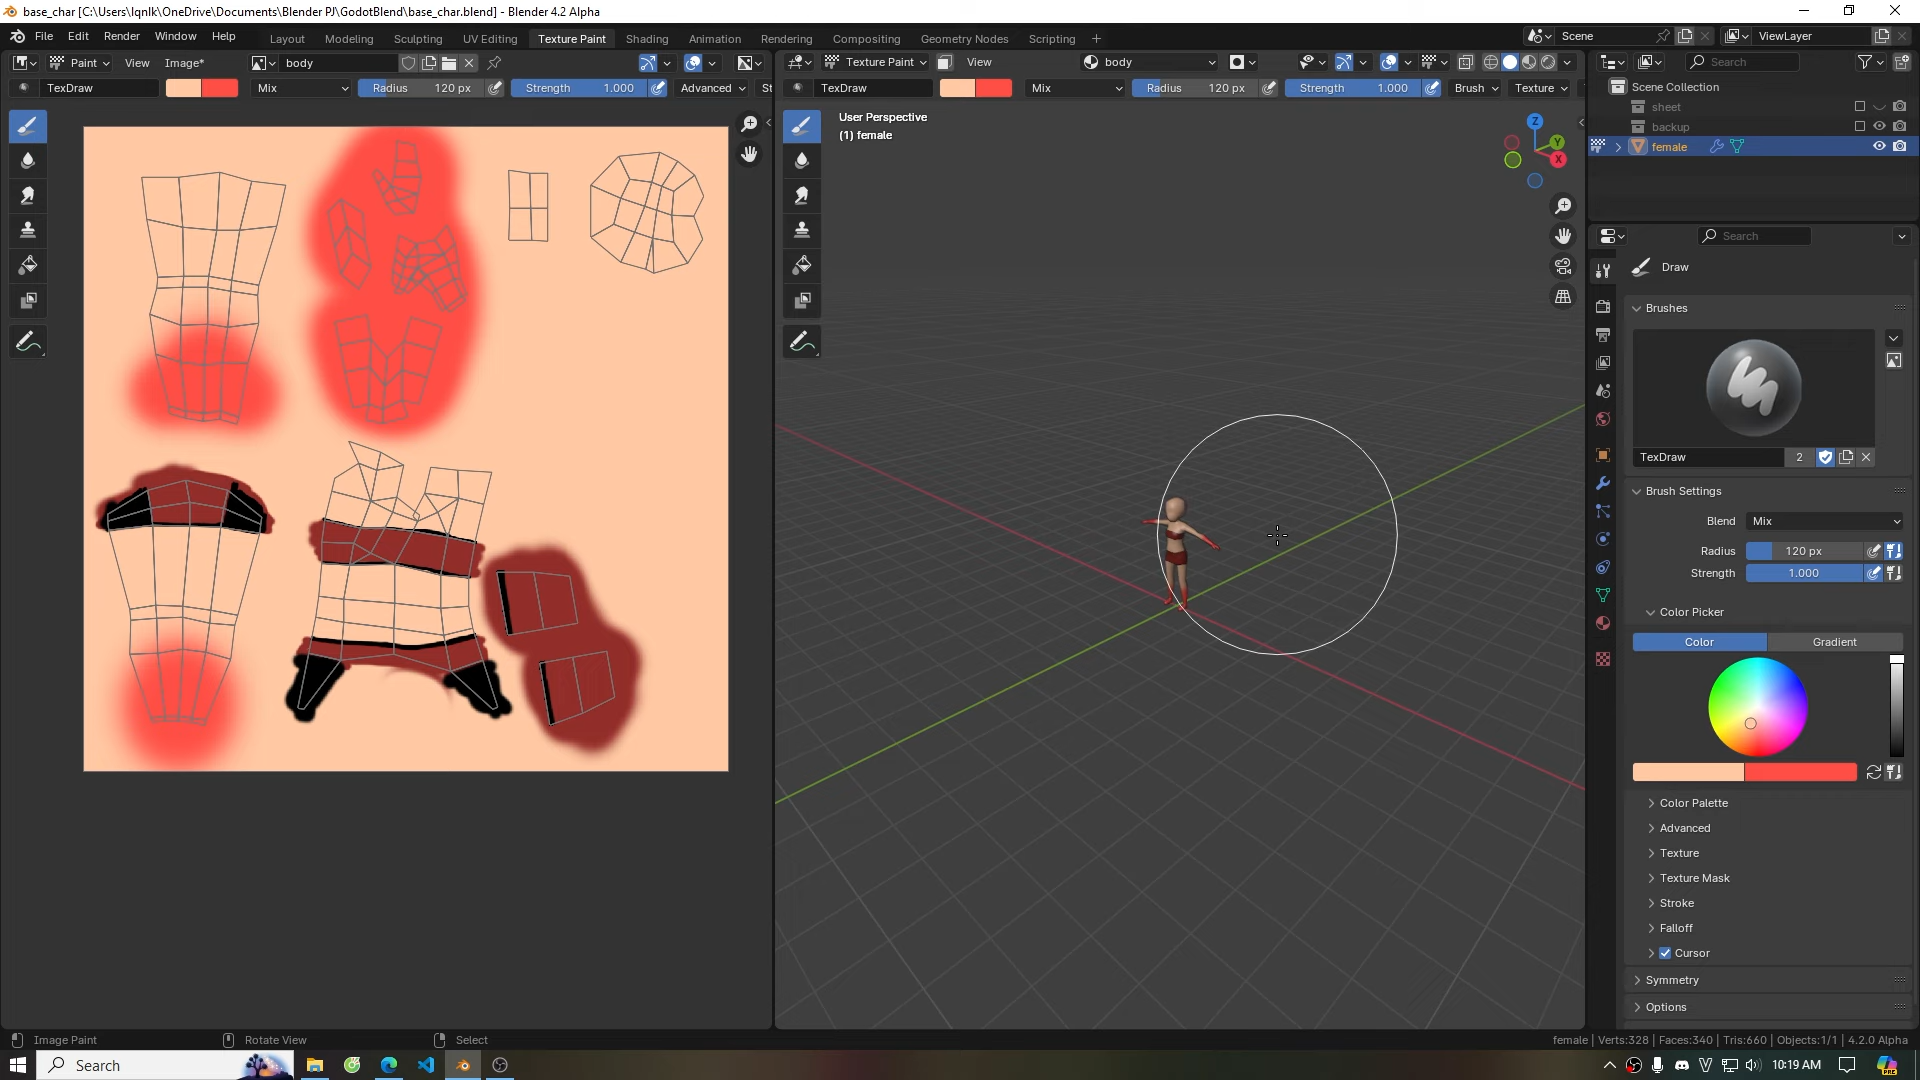 base_char [C:\Users\Iqnlk\OneDrive\Documents\Blender PJ\GodotBlend\base_char.blend] - Blender 4.2 Alpha
File Edit Render Window Help Layout Modeling Sculpting UV Editing Texture Paint Shading Animation Rendering Compositing Geometry Nodes Scripting + Scene ViewLayer
Paint View Image* body Texture Paint View body Search
TexDraw Mix Radius 120 px Strength 1.000 Advanced St TexDraw Mix Radius 120 px Strength 1.000 Brush Texture
Scene Collection
sheet
backup
female
User Perspective
(1) female
Z
Y
X
Search
Draw
Brushes
TexDraw 2
Brush Settings
Blend Mix
Radius 120 px
Strength 1.000
Color Picker
Color Gradient
Color Palette
Advanced
Texture
Texture Mask
Stroke
Falloff
Cursor
Symmetry
Options
Image Paint Rotate View Select female | Verts:328 | Faces:340 | Tris:660 | Objects:1/1 | 4.2.0 Alpha
Search 10:19 AM
PRE